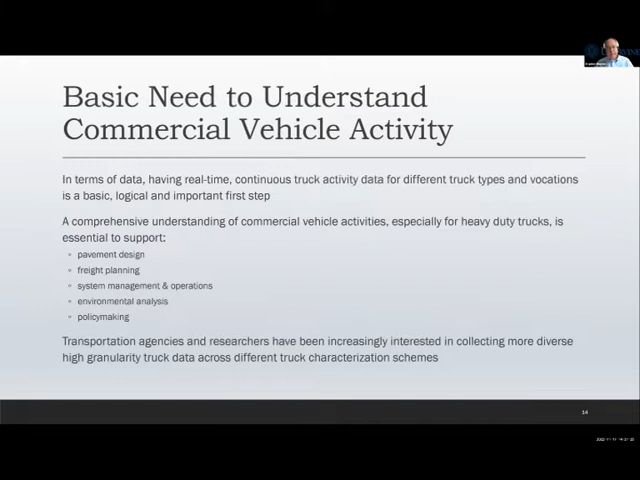 Basic Need to Understand
Commercial Vehicle Activity
In terms of data, having real-time, continuous truck activity data for different truck types and vocations
is a basic, logical and important first step
A comprehensive understanding of commercial vehicle activities, especially for heavy duty trucks, is
essential to support:
pavement design
freight planning
system management & operations
environmental analysis
policymaking
Transportation agencies and researchers have been increasingly interested in collecting more diverse
high granularity truck data across different truck characterization schemes
14